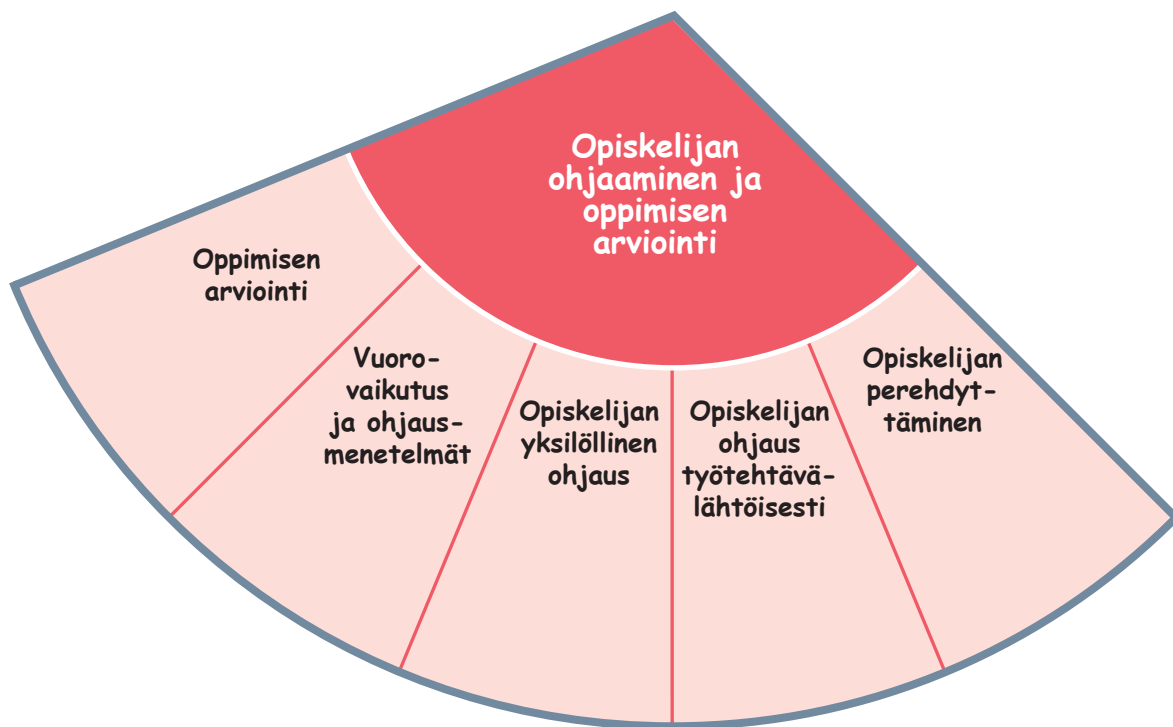 Opiskelijan
ohjaaminen ja
oppimisen
arviointi
Oppimisen
arviointi
Vuoro-
vaikutus
ja ohjaus-
menetelmät
Opiskelijan
yksilöllinen
ohjaus
Opiskelijan
ohjaus
työtehtävä-
lähtöisesti
Opiskelijan
perehdyt-
täminen